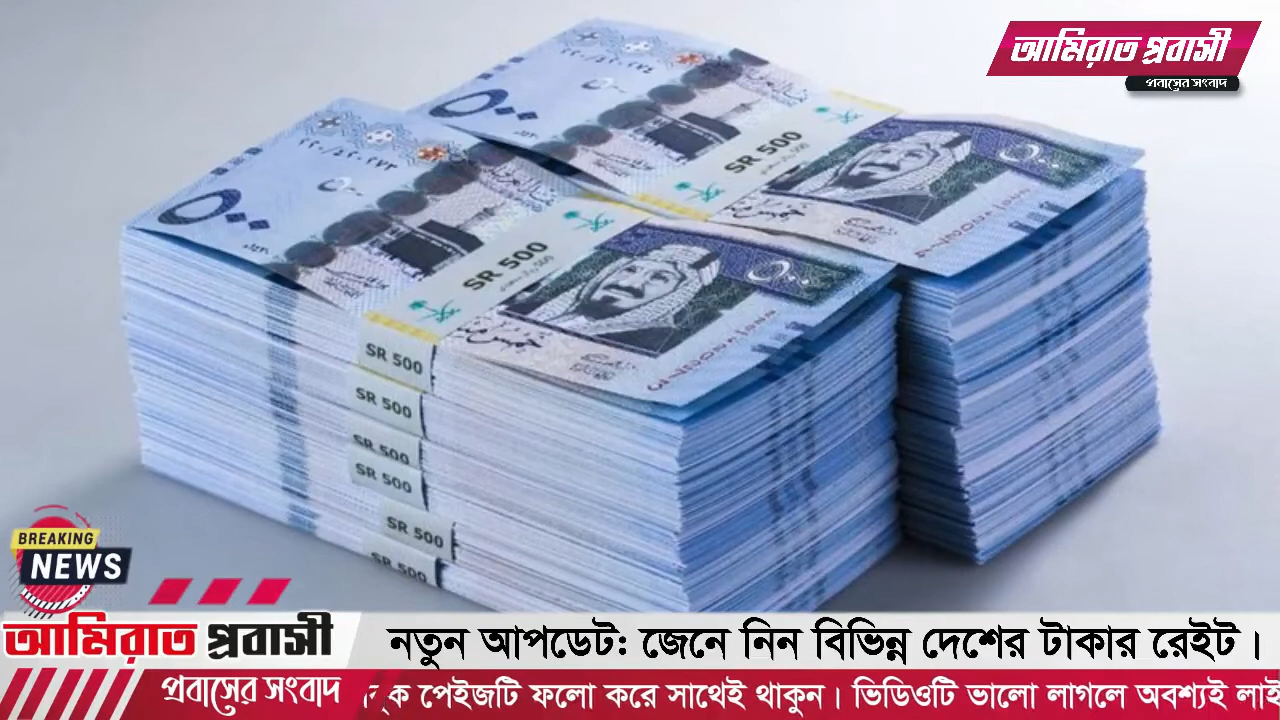 আমিরাত প্রবাসী
প্রবাসের সংবাদ
SR 500
SR 500
SR 500
SR 500
SR 500
SR 500
SR 500
SR 500
BREAKING
NEWS
আমিরাত প্রবাসী
নতুন আপডেট: জেনে নিন বিভিন্ন দেশের টাকার রেইট।
প্রবাসের সংবাদ
পেইজটি ফলো করে সাথেই থাকুন। ভিডিওটি ভালো লাগলে অবশ্যই লাই